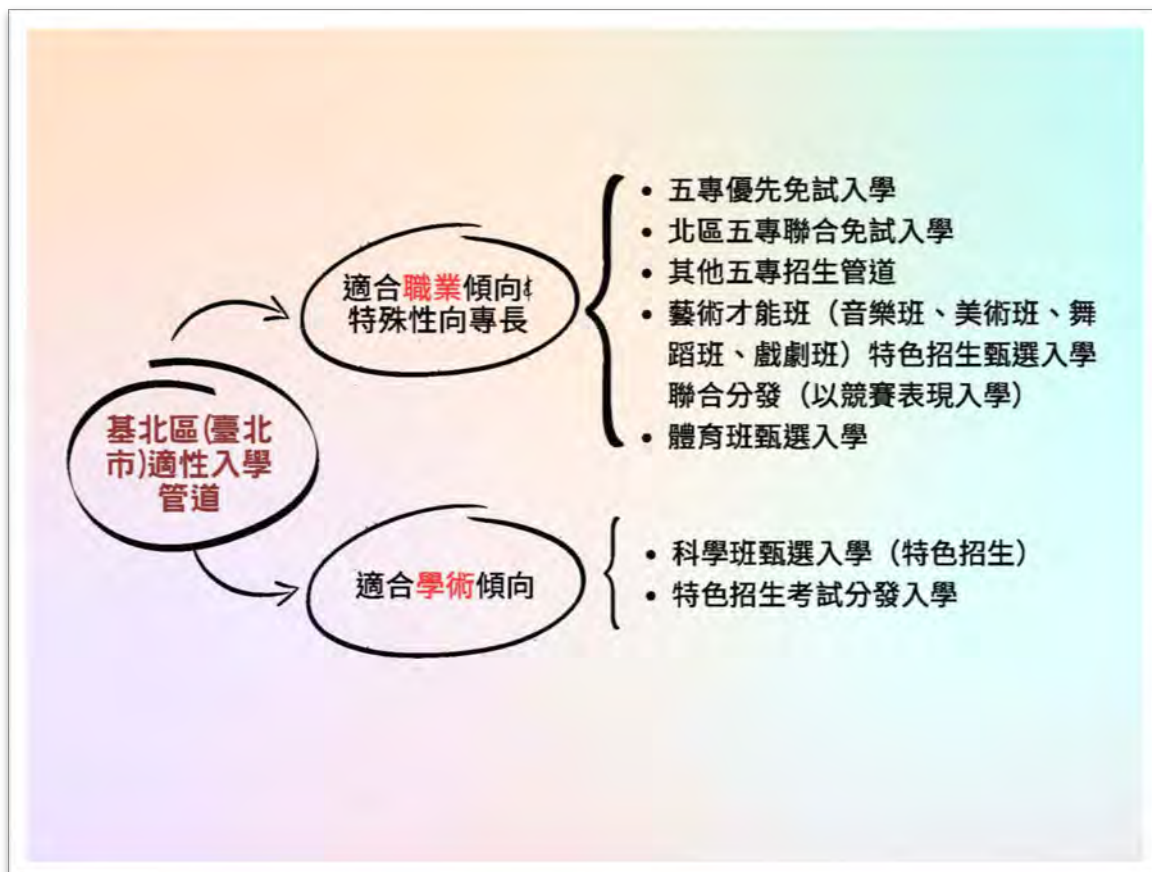 基北區(臺北
市)適性入學
管道
適合職業傾向
特殊性向專長
• 五專優先免試入學
• 北區五專聯合免試入學
• 其他五專招生管道
• 藝術才能班（音樂班、美術班、舞
蹈班、戲劇班）特色招生甄選入學
聯合分發（以競賽表現入學）
• 體育班甄選入學
適合學術傾向
• 科學班甄選入學（特色招生）
• 特色招生考試分發入學